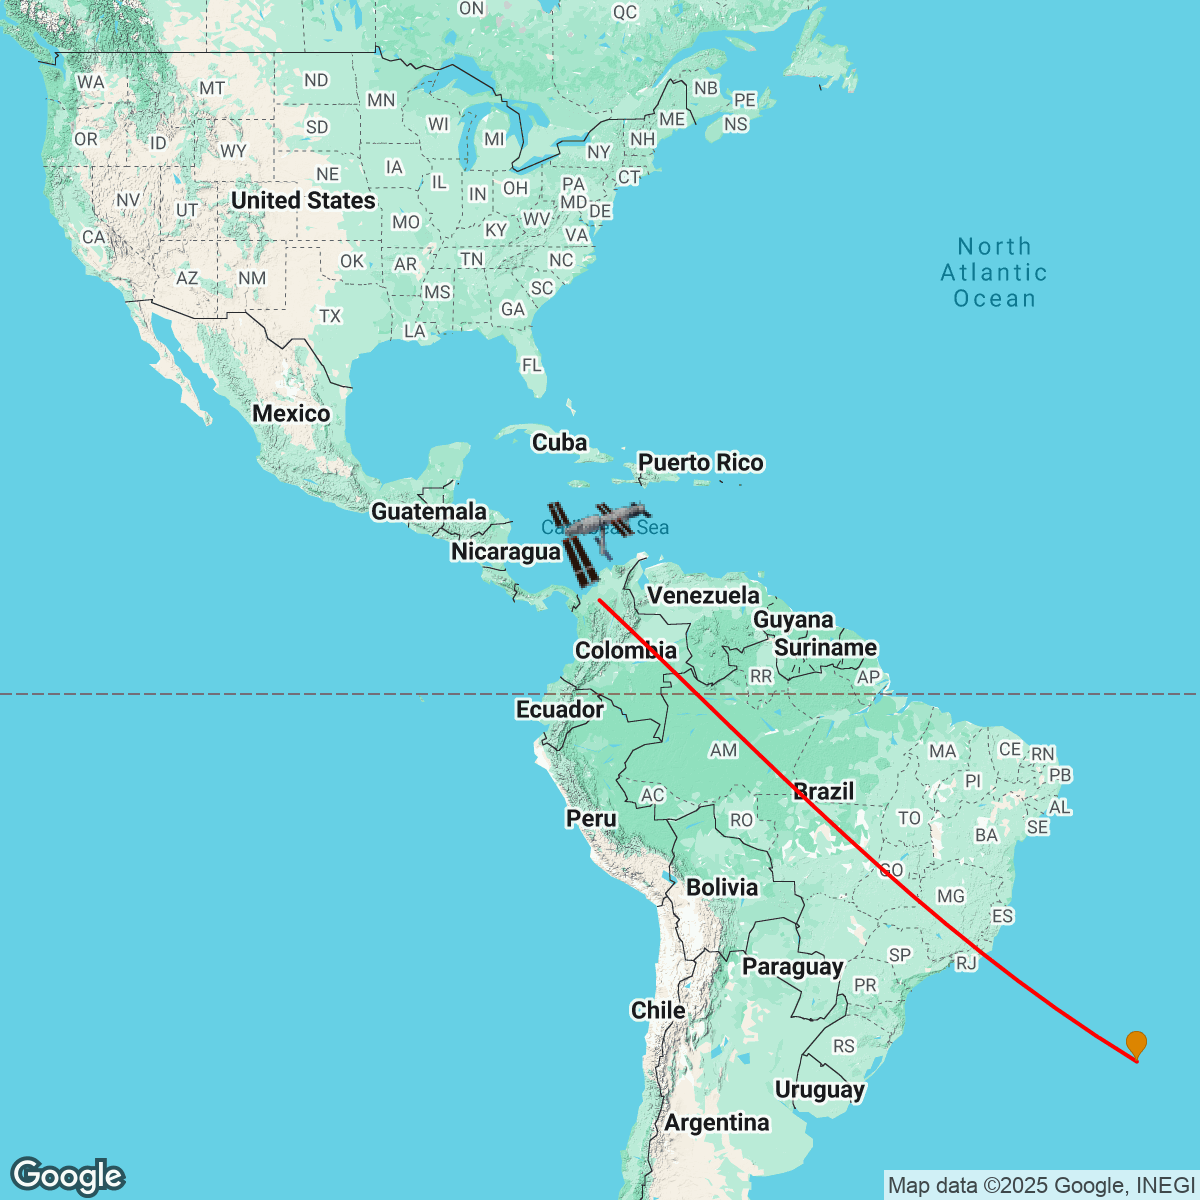 ON
QC
WA
MT
ND
MN
NB
PE
OR
ID
SD
WI
MI
ME
NS
WY
NH
NY
NE
IA
IL
IN
OH
PA
CT
NV
UT
United States
MD
DE
MO
WV
KY
VA
CA
AZ
NM
OK
AR
TN
NC
North
Atlantic
Ocean
MS
SC
TX
GA
LA
FL
Mexico
Cuba
Puerto Rico
Guatemala
Sea
Nicaragua
Venezuela
Guyana
Colombia
Suriname
RR
AP
Ecuador
AM
MA
CE
RN
PI
PB
AC
Brazil
AL
Peru
RO
TO
SE
BA
GO
Bolivia
MG
ES
SP
RJ
Paraguay
PR
Chile
RS
Uruguay
Argentina
Google
Map data ©2025 Google, INEGI